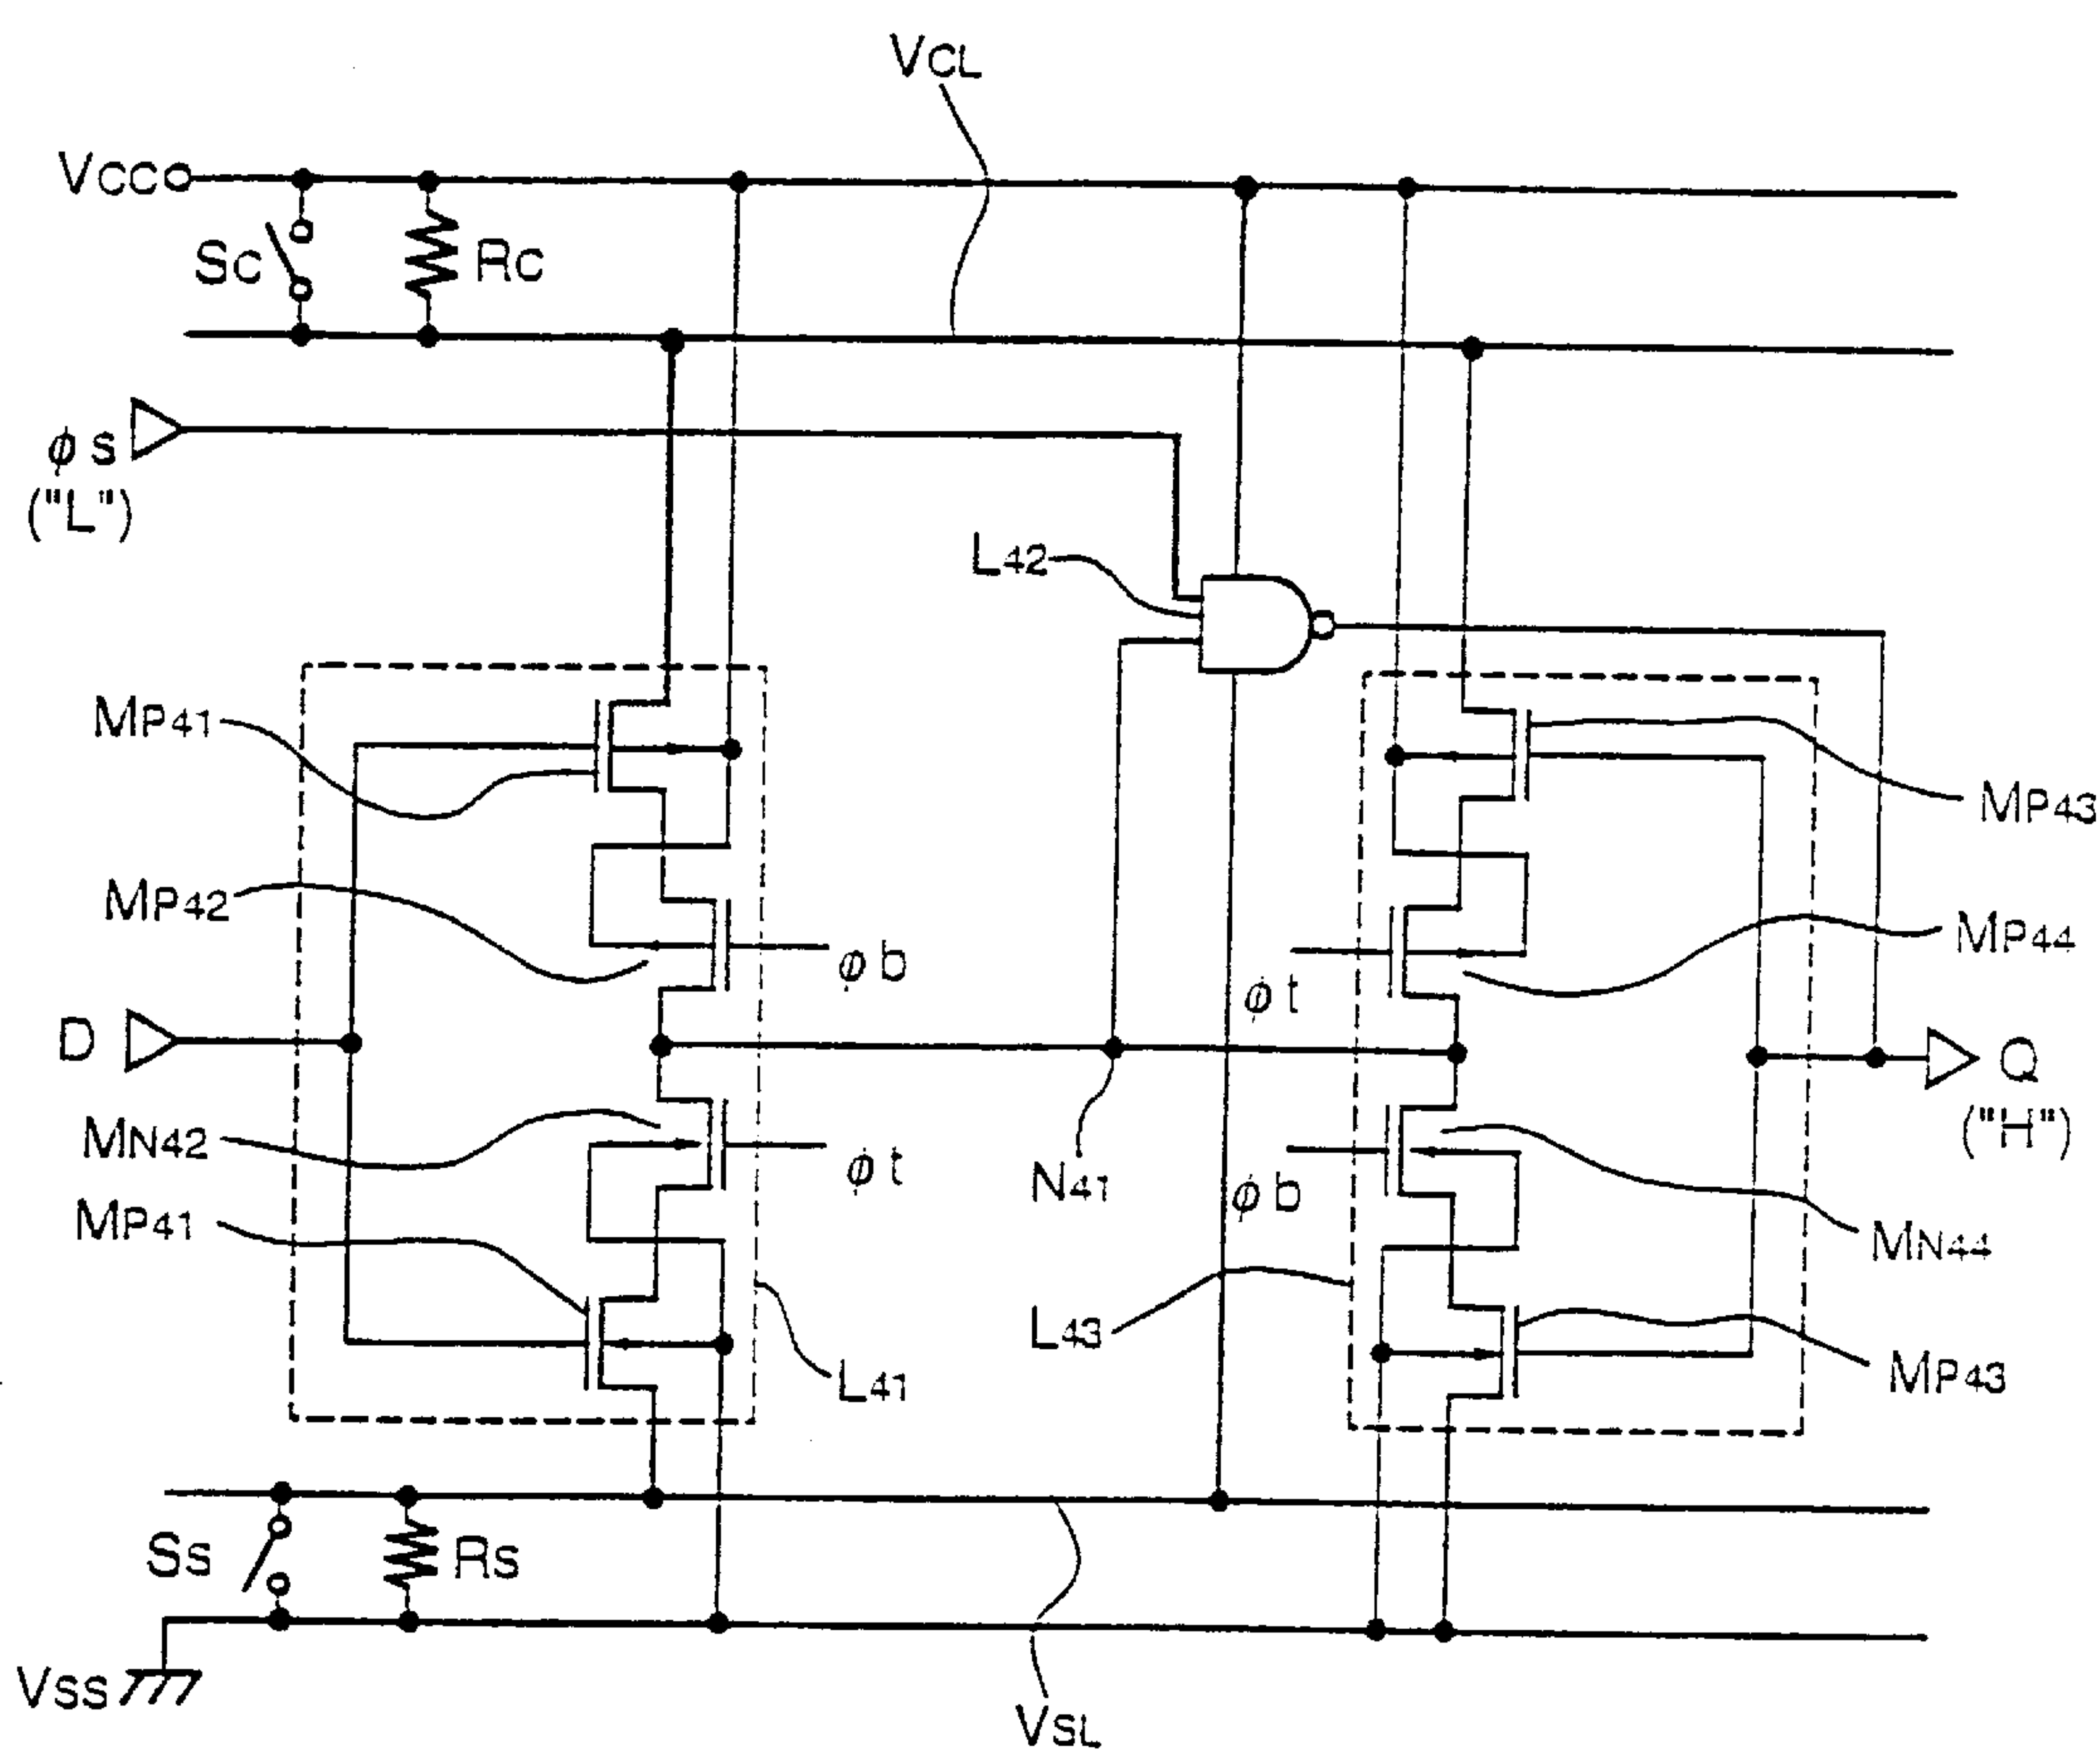 VCL
VCC
SC
RC
φs
("L")
L42
MP41
MP43
MP42
φb
MP44
φt
D
Q
("H")
MN42
φt
N41
φb
MP41
MN44
L43
L41
MP43
SS
RS
VSS
VSL